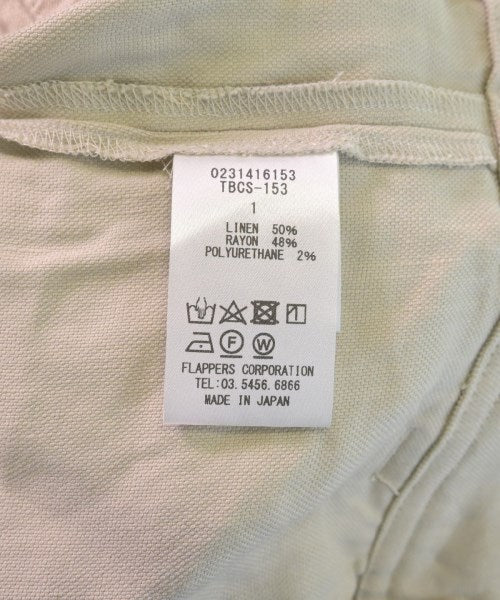 0231416153
TBCS-153
1
LINEN 50%
RAYON 48%
POLYURETHANE 2%
F W
FLAPPERS CORPORATION
TEL:03.5456.6866
MADE IN JAPAN